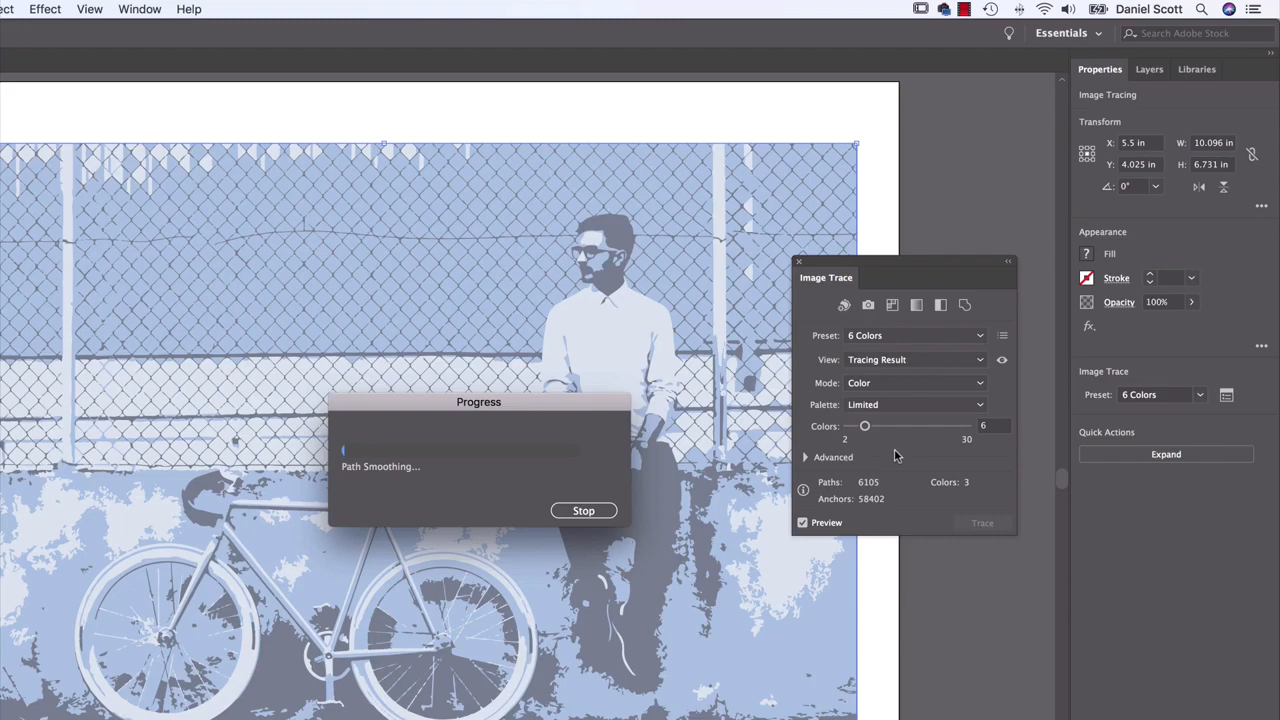 ect Effect View Window Help Daniel Scott
Essentials Search Adobe Stock
Properties Layers Libraries
Image Tracing
Transform
X: 5.5 in W: 10.096 in
Y: 4.025 in H: 6.731 in
0°
Appearance
? Fill
Stroke
Opacity 100%
fx.
Image Trace
Preset: 6 Colors
Quick Actions
Expand
Image Trace
Preset: 6 Colors
View: Tracing Result
Mode: Color
Palette: Limited
Colors: 6
2 30
Advanced
Paths: 6105 Colors: 3
Anchors: 58402
Preview Trace
Progress
Path Smoothing...
Stop